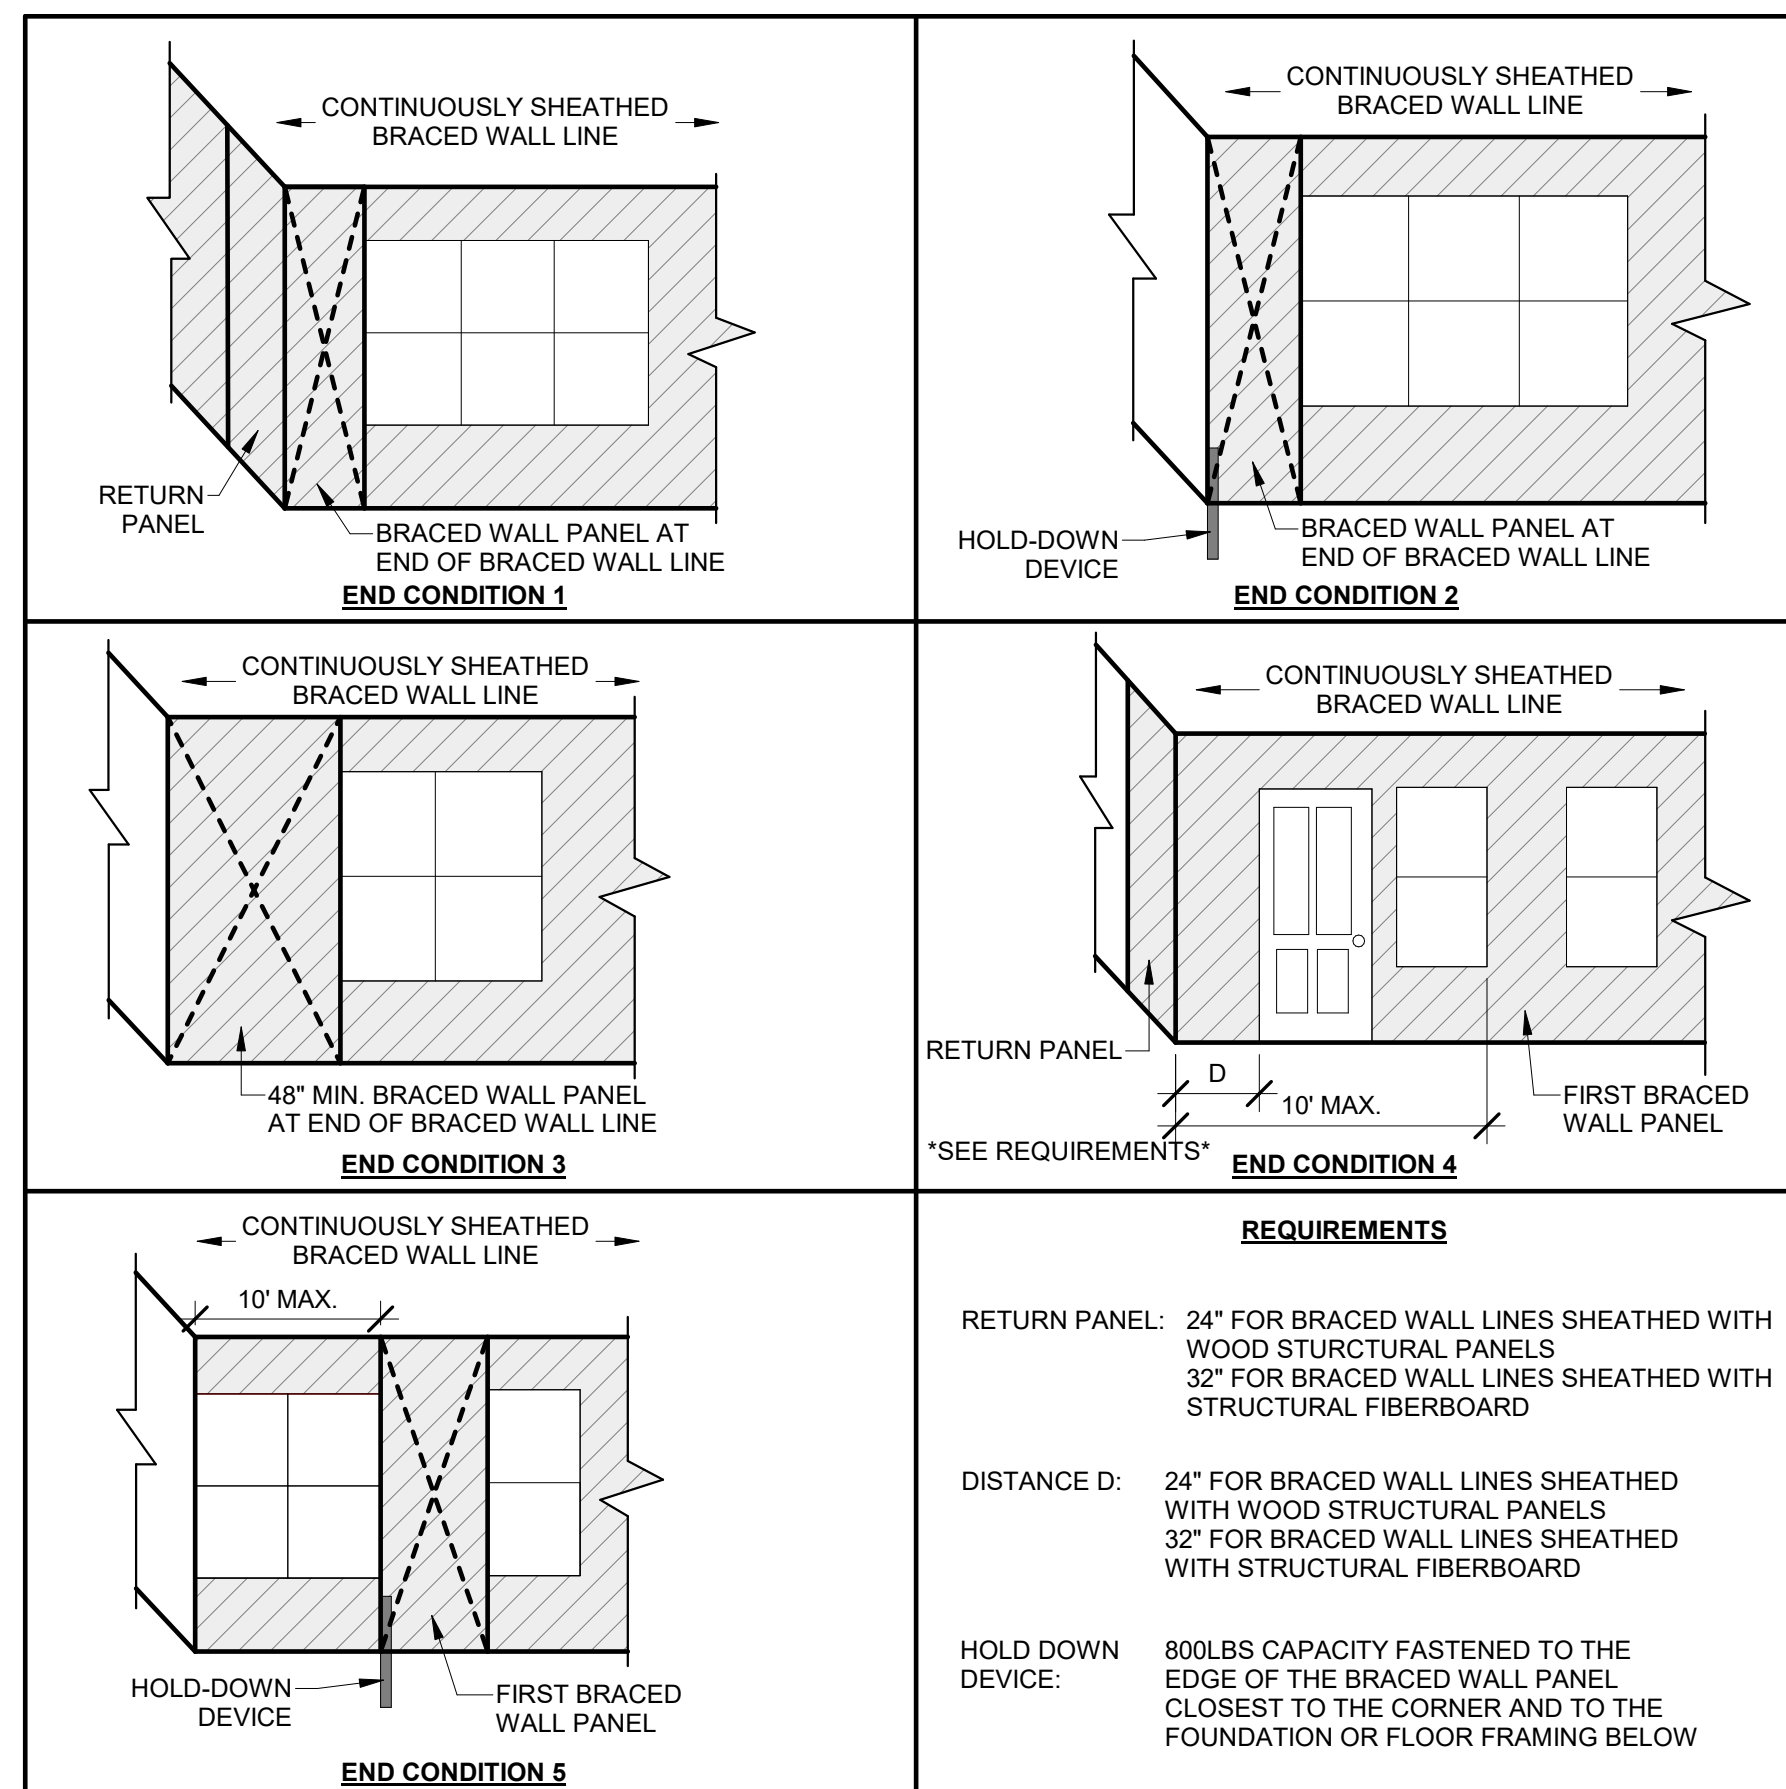 CONTINUOUSLY SHEATHED
BRACED WALL LINE
RETURN
PANEL
BRACED WALL PANEL AT
END OF BRACED WALL LINE
END CONDITION 1
CONTINUOUSLY SHEATHED
BRACED WALL LINE
HOLD-DOWN
DEVICE
BRACED WALL PANEL AT
END OF BRACED WALL LINE
END CONDITION 2
CONTINUOUSLY SHEATHED
BRACED WALL LINE
48" MIN. BRACED WALL PANEL
AT END OF BRACED WALL LINE
END CONDITION 3
CONTINUOUSLY SHEATHED
BRACED WALL LINE
RETURN PANEL
D
10' MAX.
FIRST BRACED
WALL PANEL
*SEE REQUIREMENTS*
END CONDITION 4
CONTINUOUSLY SHEATHED
BRACED WALL LINE
10' MAX.
HOLD-DOWN
DEVICE
FIRST BRACED
WALL PANEL
END CONDITION 5
REQUIREMENTS
RETURN PANEL: 24" FOR BRACED WALL LINES SHEATHED WITH
WOOD STURCTURAL PANELS
32" FOR BRACED WALL LINES SHEATHED WITH
STRUCTURAL FIBERBOARD
DISTANCE D: 24" FOR BRACED WALL LINES SHEATHED
WITH WOOD STRUCTURAL PANELS
32" FOR BRACED WALL LINES SHEATHED
WITH STRUCTURAL FIBERBOARD
HOLD DOWN 800LBS CAPACITY FASTENED TO THE
DEVICE: EDGE OF THE BRACED WALL PANEL
CLOSEST TO THE CORNER AND TO THE
FOUNDATION OR FLOOR FRAMING BELOW